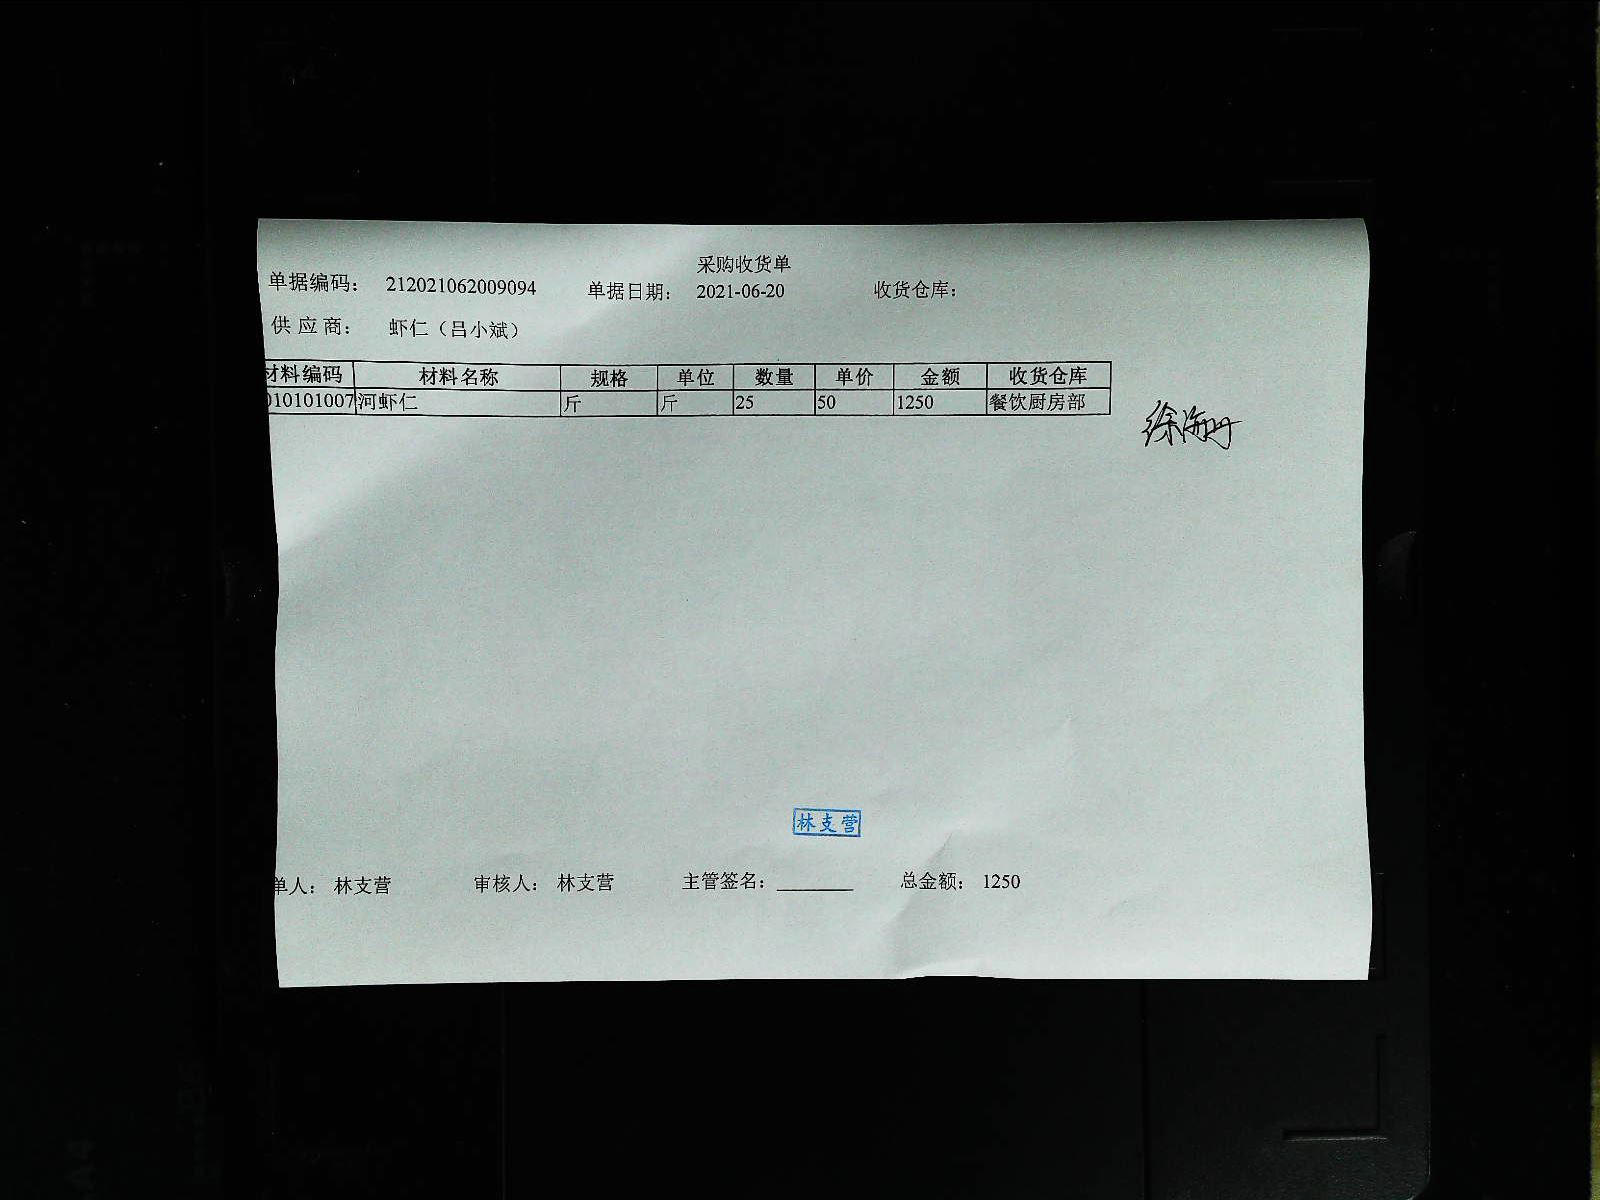 采购收货单
单据编码： 212021062009094 单据日期： 2021-06-20 收货仓库：
供 应 商： 虾仁（吕小斌）
材料编码 材料名称 规格 单位 数量 单价 金额 收货仓库
010101007 河虾仁 斤 斤 25 50 1250 餐饮厨房部
林支营
单人： 林支营 审核人： 林支营 主管签名：________ 总金额： 1250